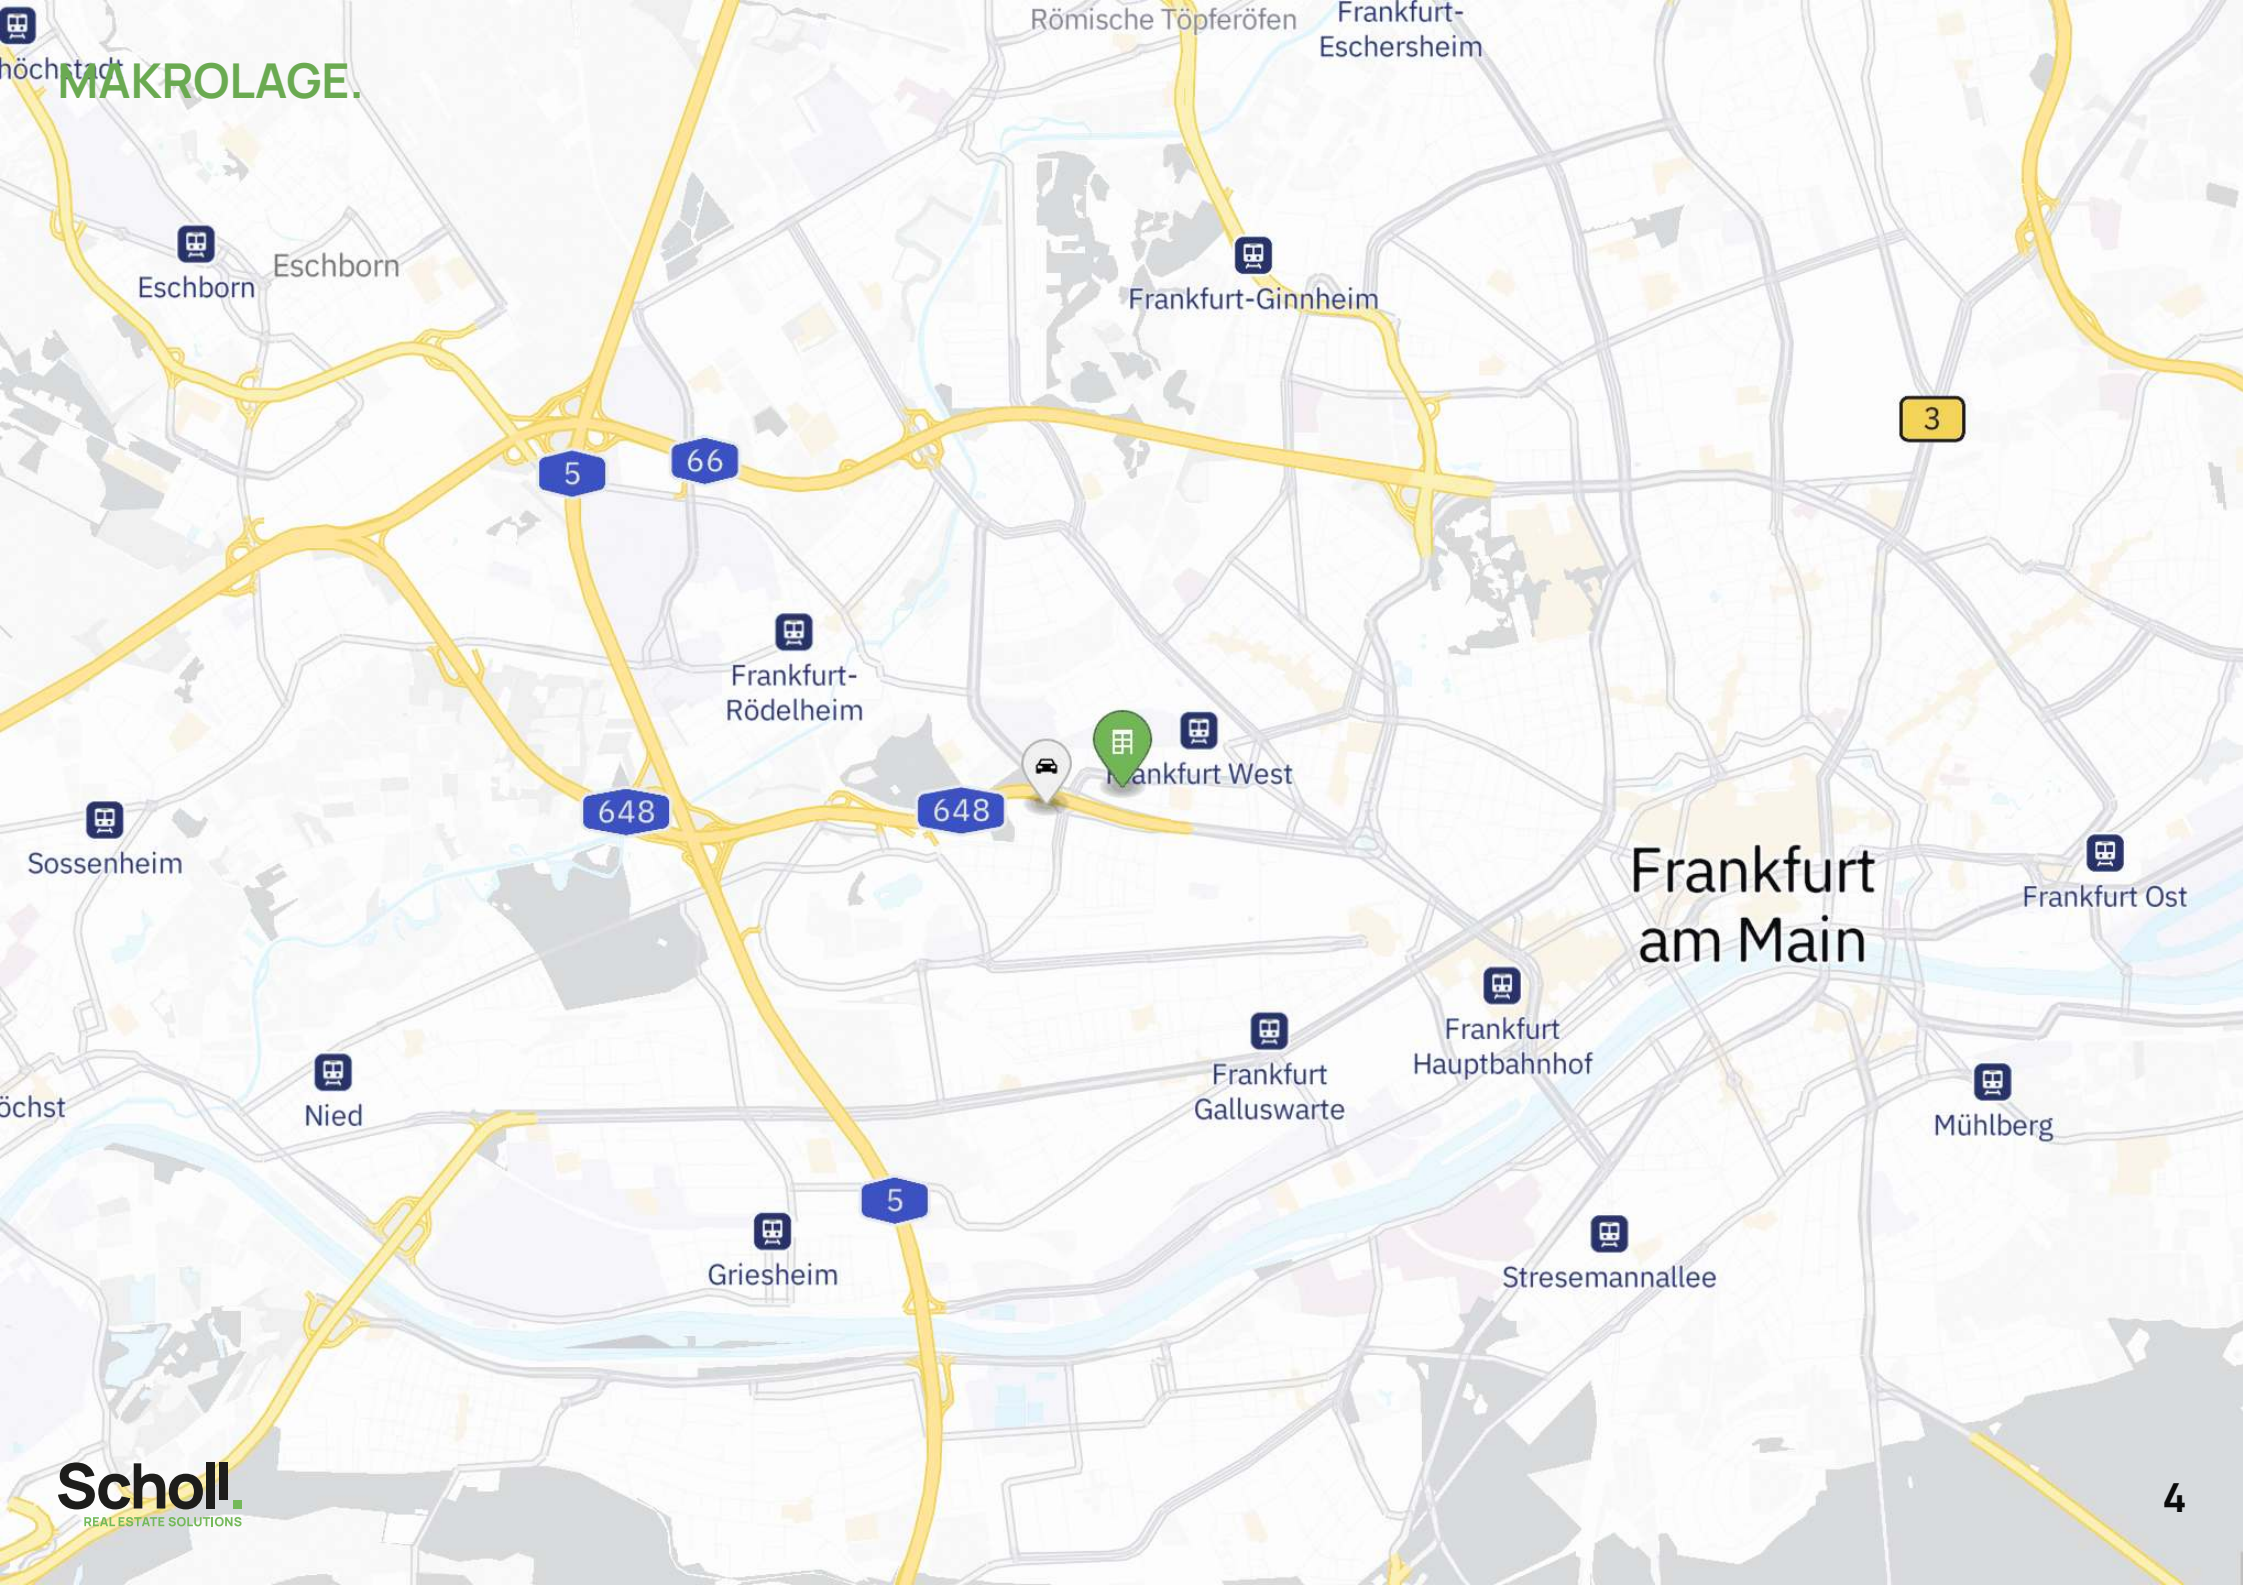 Römische Töpferöfen
Frankfurt-
Eschersheim
MAKROLAGE.
Eschborn
Eschborn
Frankfurt-Ginnheim
3
5
66
Frankfurt-
Rödelheim
Frankfurt West
648
648
Sossenheim
Frankfurt
am Main
Frankfurt Ost
Frankfurt
Hauptbahnhof
Frankfurt
Galluswarte
Nied
öchst
Mühlberg
5
Griesheim
Stresemannallee
Scholl.
REAL ESTATE SOLUTIONS
4